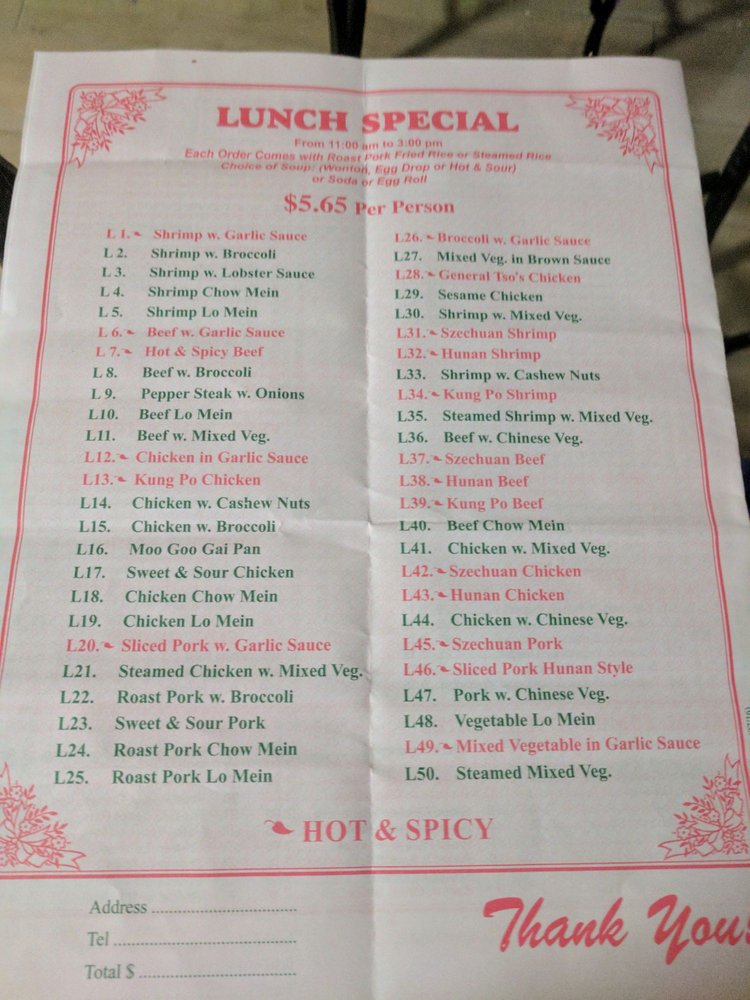 LUNCH SPECIAL
From 11:00 am to 3:00 pm
Each Order Comes with Roast Pork Fried Rice or Steamed Rice
Choice of Soup: (Wonton, Egg Drop or Hot & Sour)
or Soda or Egg Roll
$5.65 Per Person
L 1. Shrimp w. Garlic Sauce
L 2. Shrimp w. Broccoli
L 3. Shrimp w. Lobster Sauce
L 4. Shrimp Chow Mein
L 5. Shrimp Lo Mein
L 6. Beef w. Garlic Sauce
L 7. Hot & Spicy Beef
L 8. Beef w. Broccoli
L 9. Pepper Steak w. Onions
L10. Beef Lo Mein
L11. Beef w. Mixed Veg.
L12. Chicken in Garlic Sauce
L13. Kung Po Chicken
L14. Chicken w. Cashew Nuts
L15. Chicken w. Broccoli
L16. Moo Goo Gai Pan
L17. Sweet & Sour Chicken
L18. Chicken Chow Mein
L19. Chicken Lo Mein
L20. Sliced Pork w. Garlic Sauce
L21. Steamed Chicken w. Mixed Veg.
L22. Roast Pork w. Broccoli
L23. Sweet & Sour Pork
L24. Roast Pork Chow Mein
L25. Roast Pork Lo Mein
L26. Broccoli w. Garlic Sauce
L27. Mixed Veg. in Brown Sauce
L28. General Tso's Chicken
L29. Sesame Chicken
L30. Shrimp w. Mixed Veg.
L31. Szechuan Shrimp
L32. Hunan Shrimp
L33. Shrimp w. Cashew Nuts
L34. Kung Po Shrimp
L35. Steamed Shrimp w. Mixed Veg.
L36. Beef w. Chinese Veg.
L37. Szechuan Beef
L38. Hunan Beef
L39. Kung Po Beef
L40. Beef Chow Mein
L41. Chicken w. Mixed Veg.
L42. Szechuan Chicken
L43. Hunan Chicken
L44. Chicken w. Chinese Veg.
L45. Szechuan Pork
L46. Sliced Pork Hunan Style
L47. Pork w. Chinese Veg.
L48. Vegetable Lo Mein
L49. Mixed Vegetable in Garlic Sauce
L50. Steamed Mixed Veg.
HOT & SPICY
Address
Tel
Total $
Thank You!